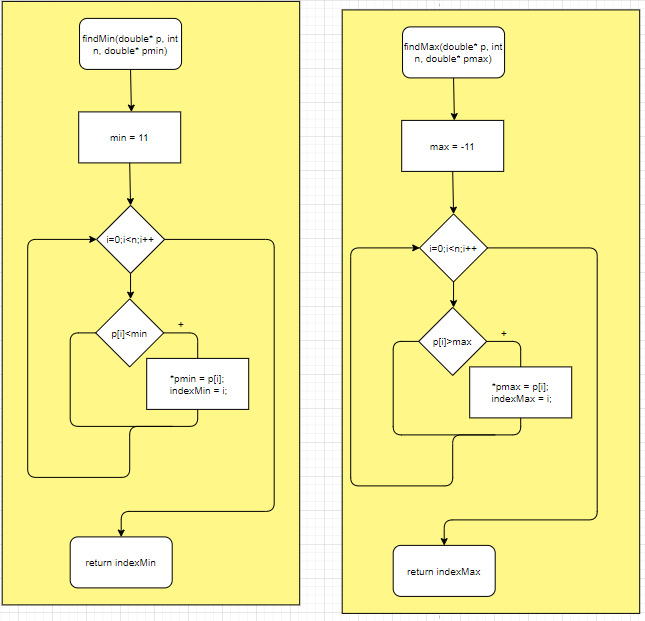 findMin(double* p, int
n, double* pmin)
min = 11
i=0;i<n;i++
p[i]<min
+
*pmin = p[i];
indexMin = i;
return indexMin
findMax(double* p, int
n, double* pmax)
max = -11
i=0;i<n;i++
p[i]>max
+
*pmax = p[i];
indexMax = i;
return indexMax